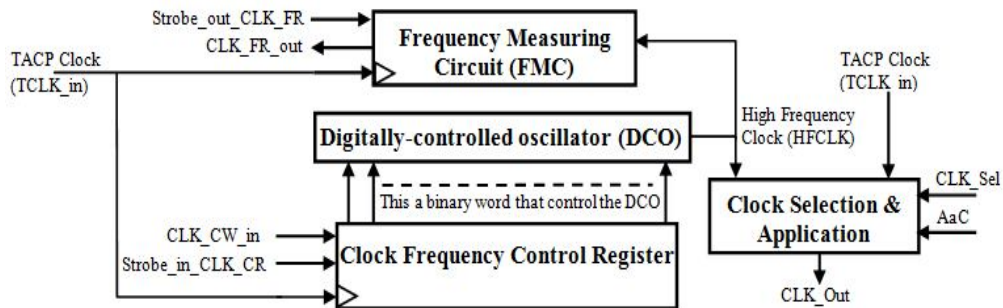 Strobe_out_CLK_FR
CLK_FR_out
TACP Clock
(TCLK_in)
Frequency Measuring
Circuit (FMC)
TACP Clock
(TCLK_in)
Digitally-controlled oscillator (DCO)
High Frequency
Clock (HFCLK)
This a binary word that control the DCO
CLK_Sel
Clock Selection &
Application
AaC
CLK_CW_in
Strobe_in_CLK_CR
Clock Frequency Control Register
CLK_Out